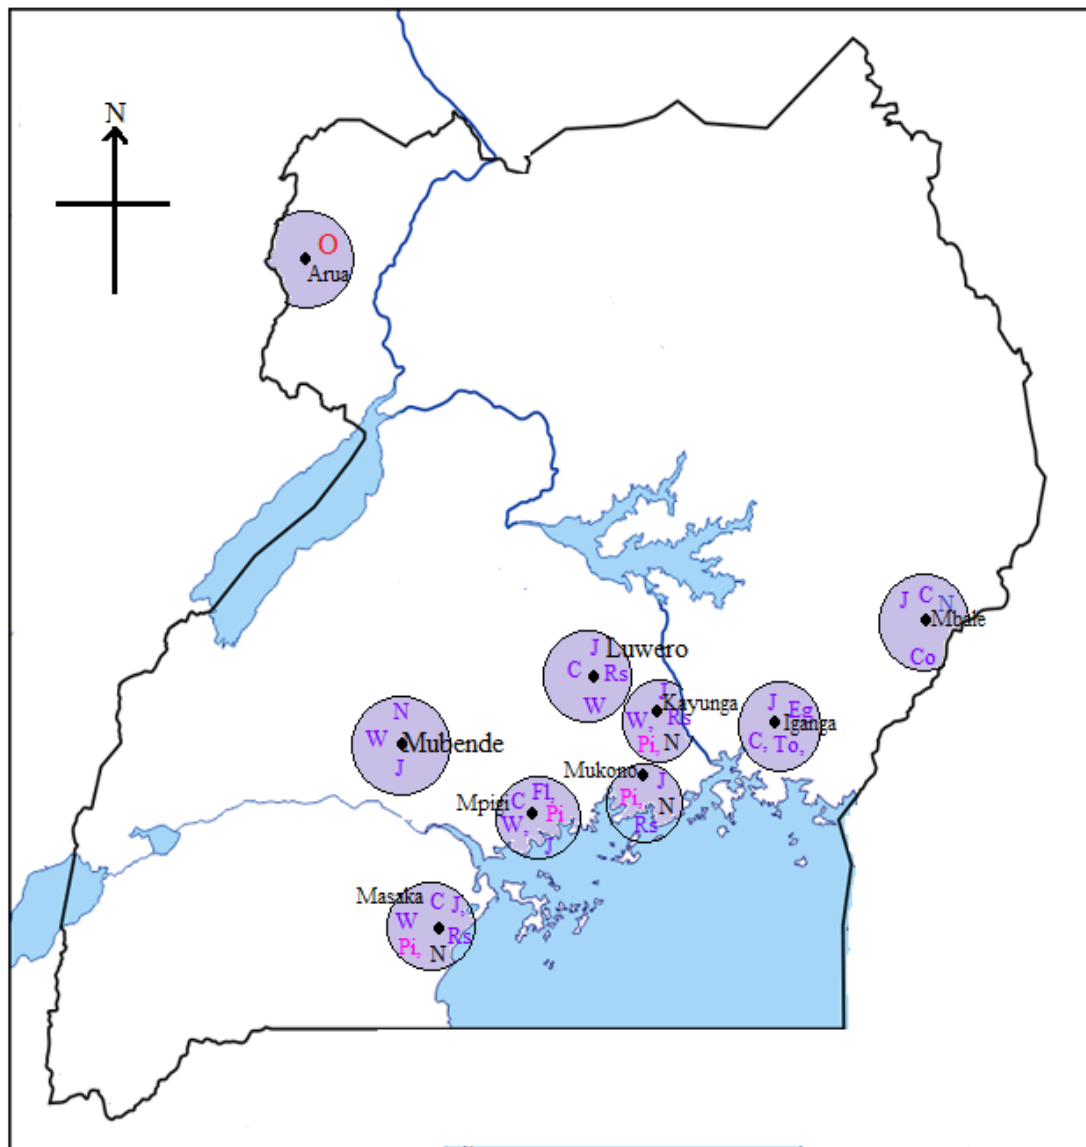 N
O
Arua
J C N
Mbale
Co
J
Luwero
C Rs
W
J
Kayunga
W, Rs
Pi, N
J Eg
Iganga
C, To,
N
W
Mubende
J
Mukono
J
Pi, N
Rs
Mpigi
C Fl,
Pi
W,
J
Masaka
C J,
W
Rs
Pi, N